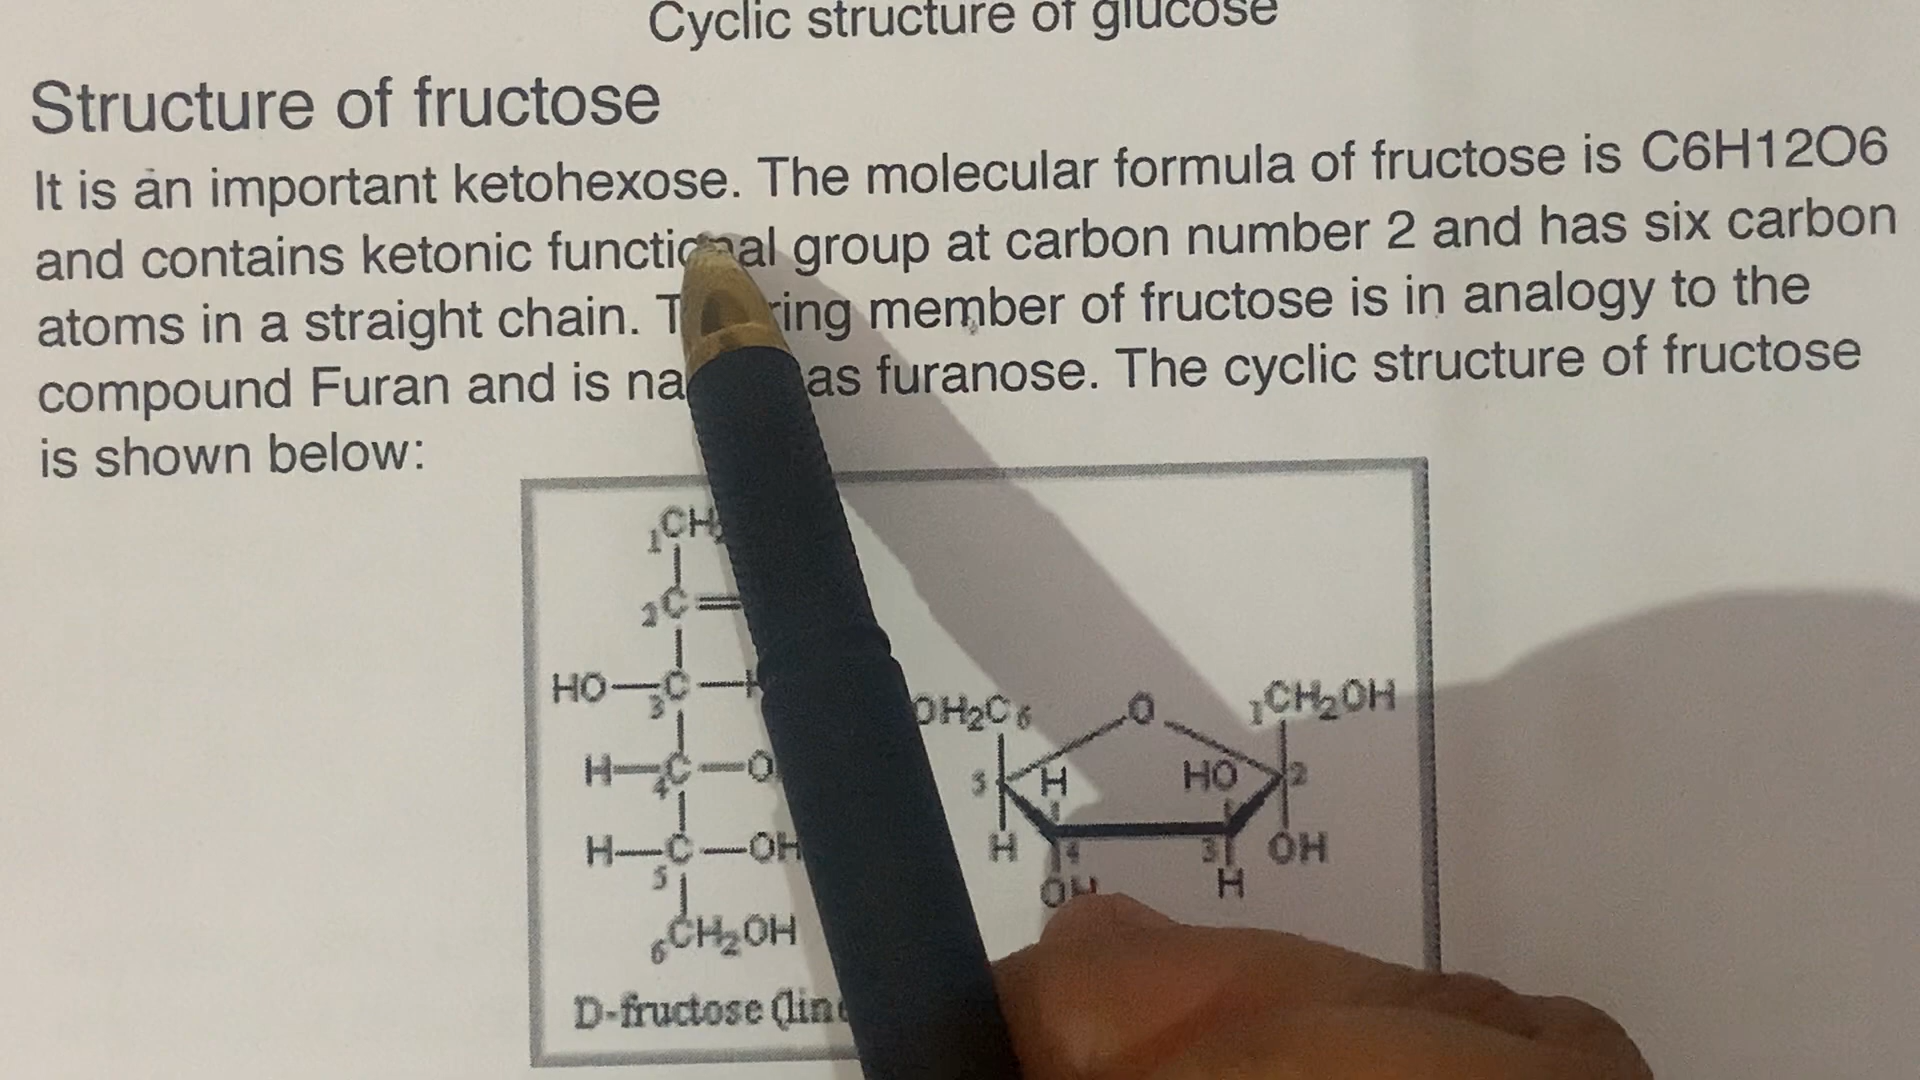 Cyclic structure of glucose
Structure of fructose
It is an important ketohexose. The molecular formula of fructose is C6H12O6
and contains ketonic functional group at carbon number 2 and has six carbon
atoms in a straight chain. ring member of fructose is in analogy to the
compound Furan and is as furanose. The cyclic structure of fructose
is shown below:
1CH
2C=
HO—3C—
H—4C—O
H—5C—OH
6CH2OH
D-fructose
OH2C6
O
1CH2OH
5
H
HO
2
H
4
3
OH
OH
H